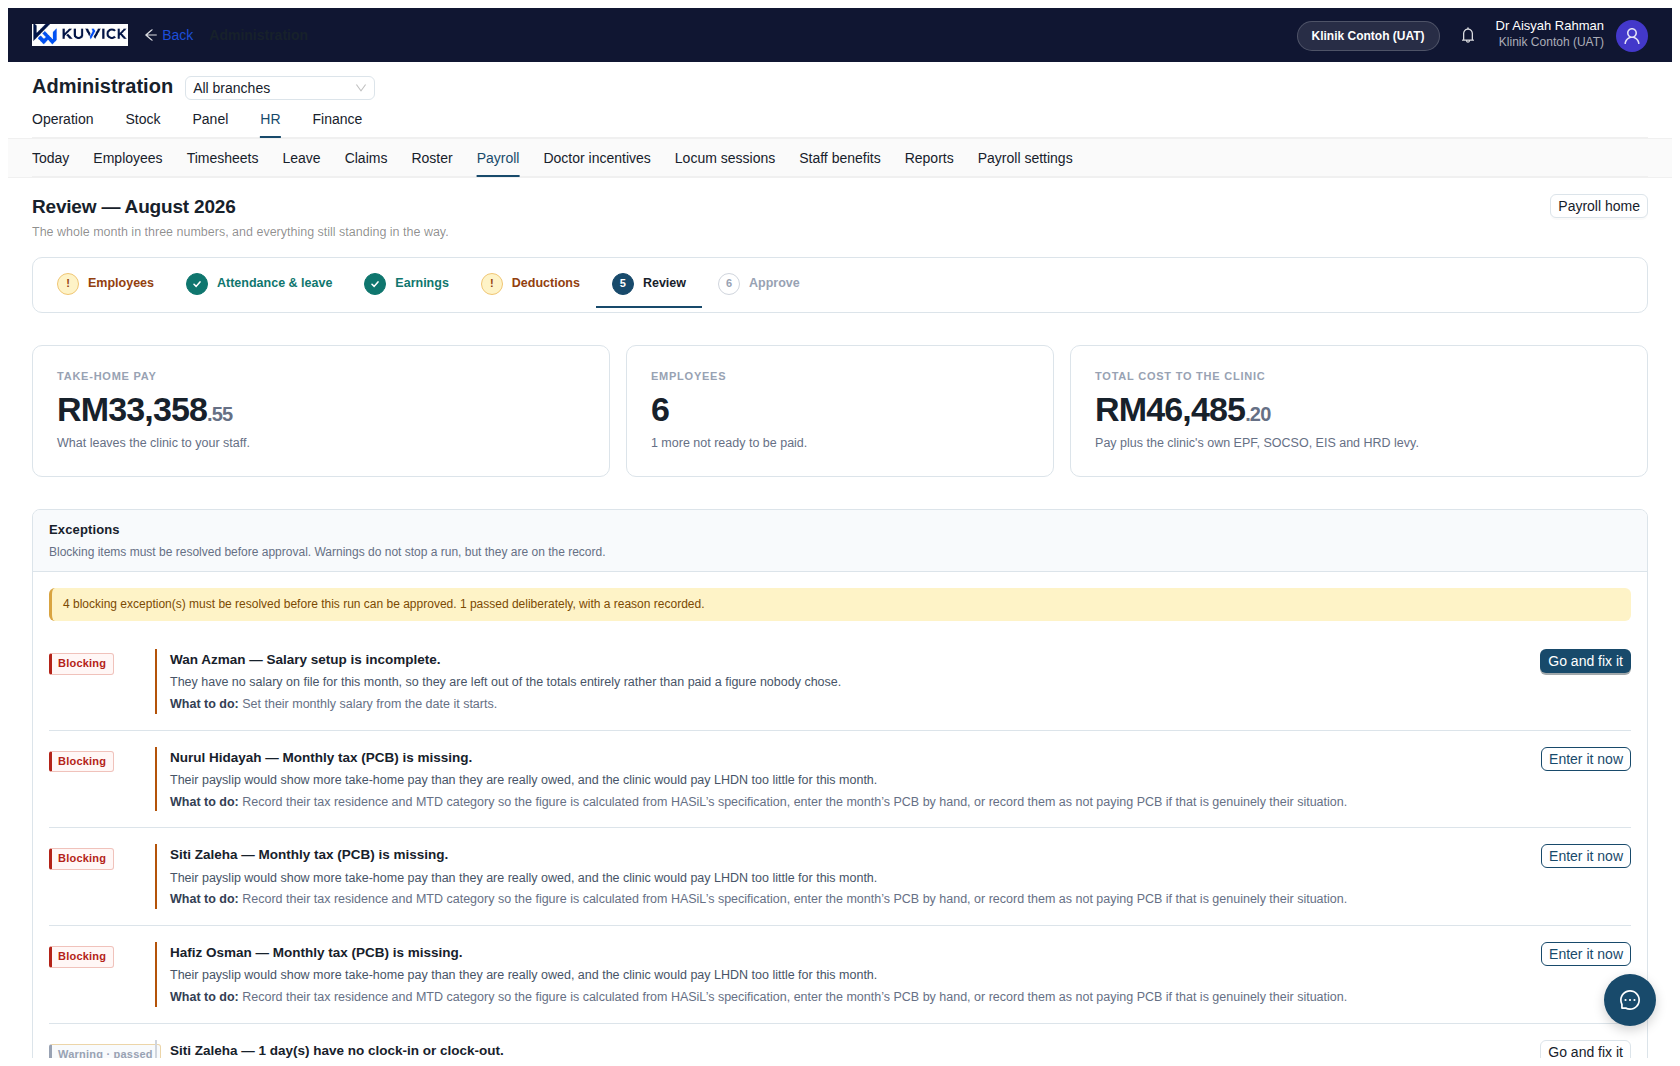 KUWICK
Back
Administration
Klinik Contoh (UAT)
Dr Aisyah Rahman
Klinik Contoh (UAT)
Administration
All branches
Operation Stock Panel HR Finance
Today Employees Timesheets Leave Claims Roster Payroll Doctor incentives Locum sessions Staff benefits Reports Payroll settings
Review — August 2026
Payroll home
The whole month in three numbers, and everything still standing in the way.
! Employees Attendance & leave Earnings ! Deductions 5 Review 6 Approve
TAKE-HOME PAY
RM33,358.55
What leaves the clinic to your staff.
EMPLOYEES
6
1 more not ready to be paid.
TOTAL COST TO THE CLINIC
RM46,485.20
Pay plus the clinic's own EPF, SOCSO, EIS and HRD levy.
Exceptions
Blocking items must be resolved before approval. Warnings do not stop a run, but they are on the record.
4 blocking exception(s) must be resolved before this run can be approved. 1 passed deliberately, with a reason recorded.
Blocking
Wan Azman — Salary setup is incomplete.
They have no salary on file for this month, so they are left out of the totals entirely rather than paid a figure nobody chose.
What to do: Set their monthly salary from the date it starts.
Go and fix it
Blocking
Nurul Hidayah — Monthly tax (PCB) is missing.
Their payslip would show more take-home pay than they are really owed, and the clinic would pay LHDN too little for this month.
What to do: Record their tax residence and MTD category so the figure is calculated from HASiL's specification, enter the month's PCB by hand, or record them as not paying PCB if that is genuinely their situation.
Enter it now
Blocking
Siti Zaleha — Monthly tax (PCB) is missing.
Their payslip would show more take-home pay than they are really owed, and the clinic would pay LHDN too little for this month.
What to do: Record their tax residence and MTD category so the figure is calculated from HASiL's specification, enter the month's PCB by hand, or record them as not paying PCB if that is genuinely their situation.
Enter it now
Blocking
Hafiz Osman — Monthly tax (PCB) is missing.
Their payslip would show more take-home pay than they are really owed, and the clinic would pay LHDN too little for this month.
What to do: Record their tax residence and MTD category so the figure is calculated from HASiL's specification, enter the month's PCB by hand, or record them as not paying PCB if that is genuinely their situation.
Enter it now
Warning · passed
Siti Zaleha — 1 day(s) have no clock-in or clock-out.
Go and fix it